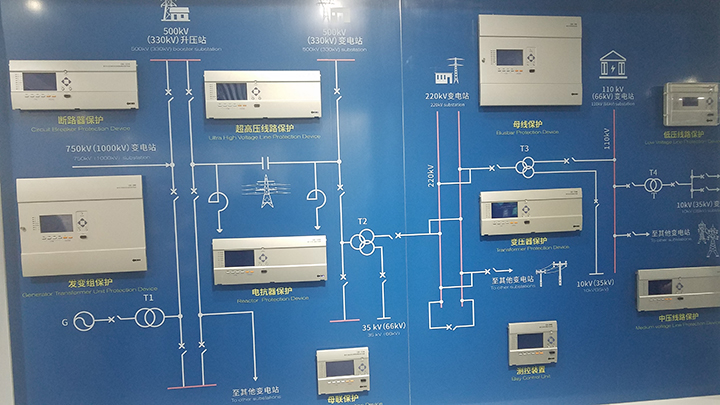 500kV
(330kV)升压站
500kV (330kV) Booster substation
500kV
(330kV)变电站
500kV (330kV) substation
断路器保护
Circuit Breaker Protection Device
超高压线路保护
Ultra High Voltage Line Protection Device
220kV变电站
220kV substation
母线保护
Busbar Protection Device
110 kV
(66kV)变电站
低压线路保护
Low Voltage Line Protection
750kV(1000kV)变电站
750kV (1000kV) substation
220kV
110kV
T3
T4
10kV(35kV)变
发变组保护
Generator Transformer Unit Protection Device
电抗器保护
Reactor Protection Device
T2
变压器保护
Transformer Protection Device
至其他变电站
To other substations
至其他变电站
To other substations
10kV(35kV)
中压线路保护
Medium voltage Line Protection
G
T1
35 kV(66kV)
35 kV (66kV)
至其他变电站
To other substations
母联保护
测控装置
Bay Control Unit